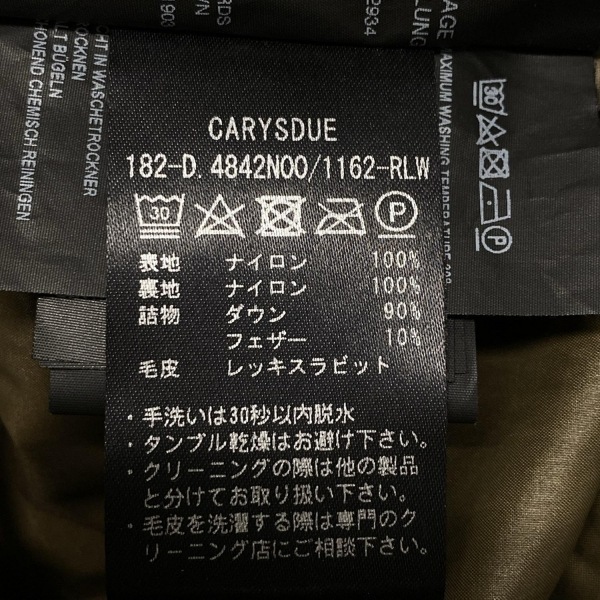 CARYSDUE
182-D. 4842N00/1162-RLW
30
P
表地 ナイロン 100%
裏地 ナイロン 100%
詰物 ダウン 90%
フェザー 10%
毛皮 レッキスラビット
・手洗いは30秒以内脱水
・タンブル乾燥はお避け下さい。
・クリーニングの際は他の製品
と分けてお取り扱い下さい。
・毛皮を洗濯する際は専門のク
リーニング店にご相談下さい。
MAXIMUM WASHING TEMPERATURE
30
P
IN WASCHETROCKNER
TROCKNEN
BÜGELN
CHEMISCH REININGEN
2934